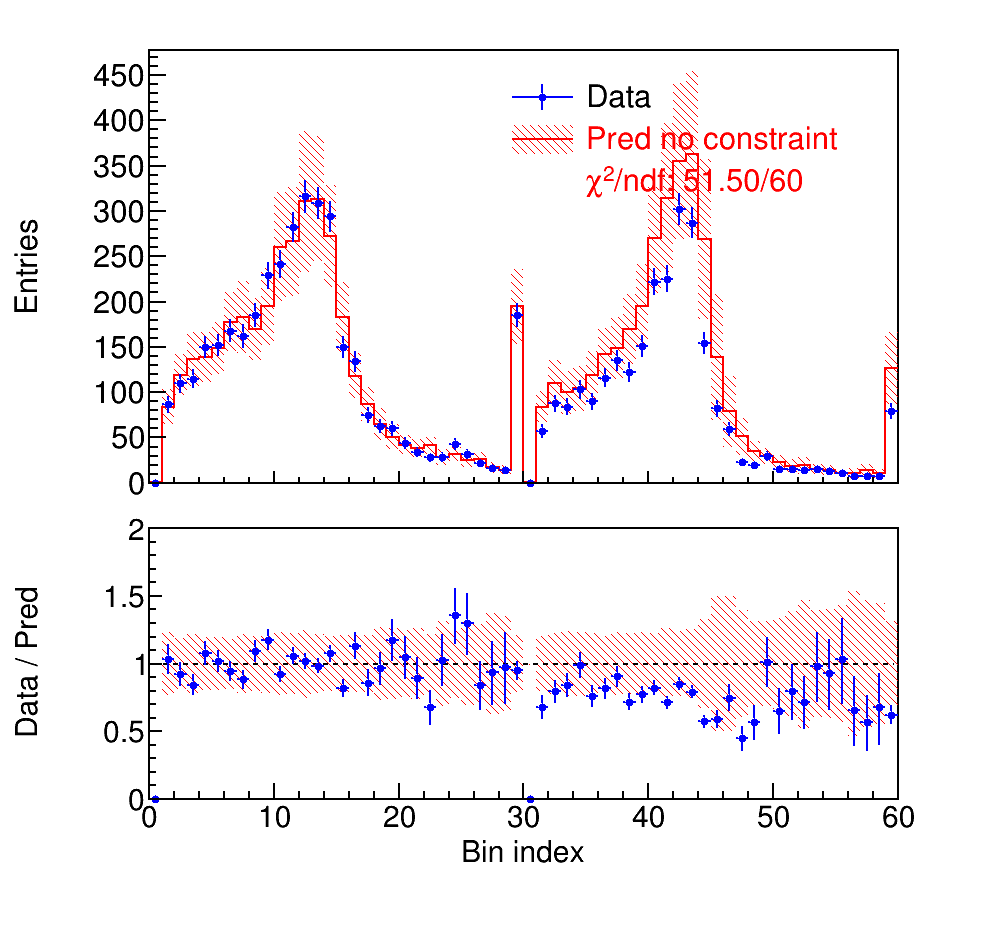 Entries
450
400
350
300
250
200
150
100
50
0
Data
Pred no constraint
χ²/ndf: 51.50/60
Data / Pred
2
1.5
1
0.5
0
0 10 20 30 40 50 60
Bin index